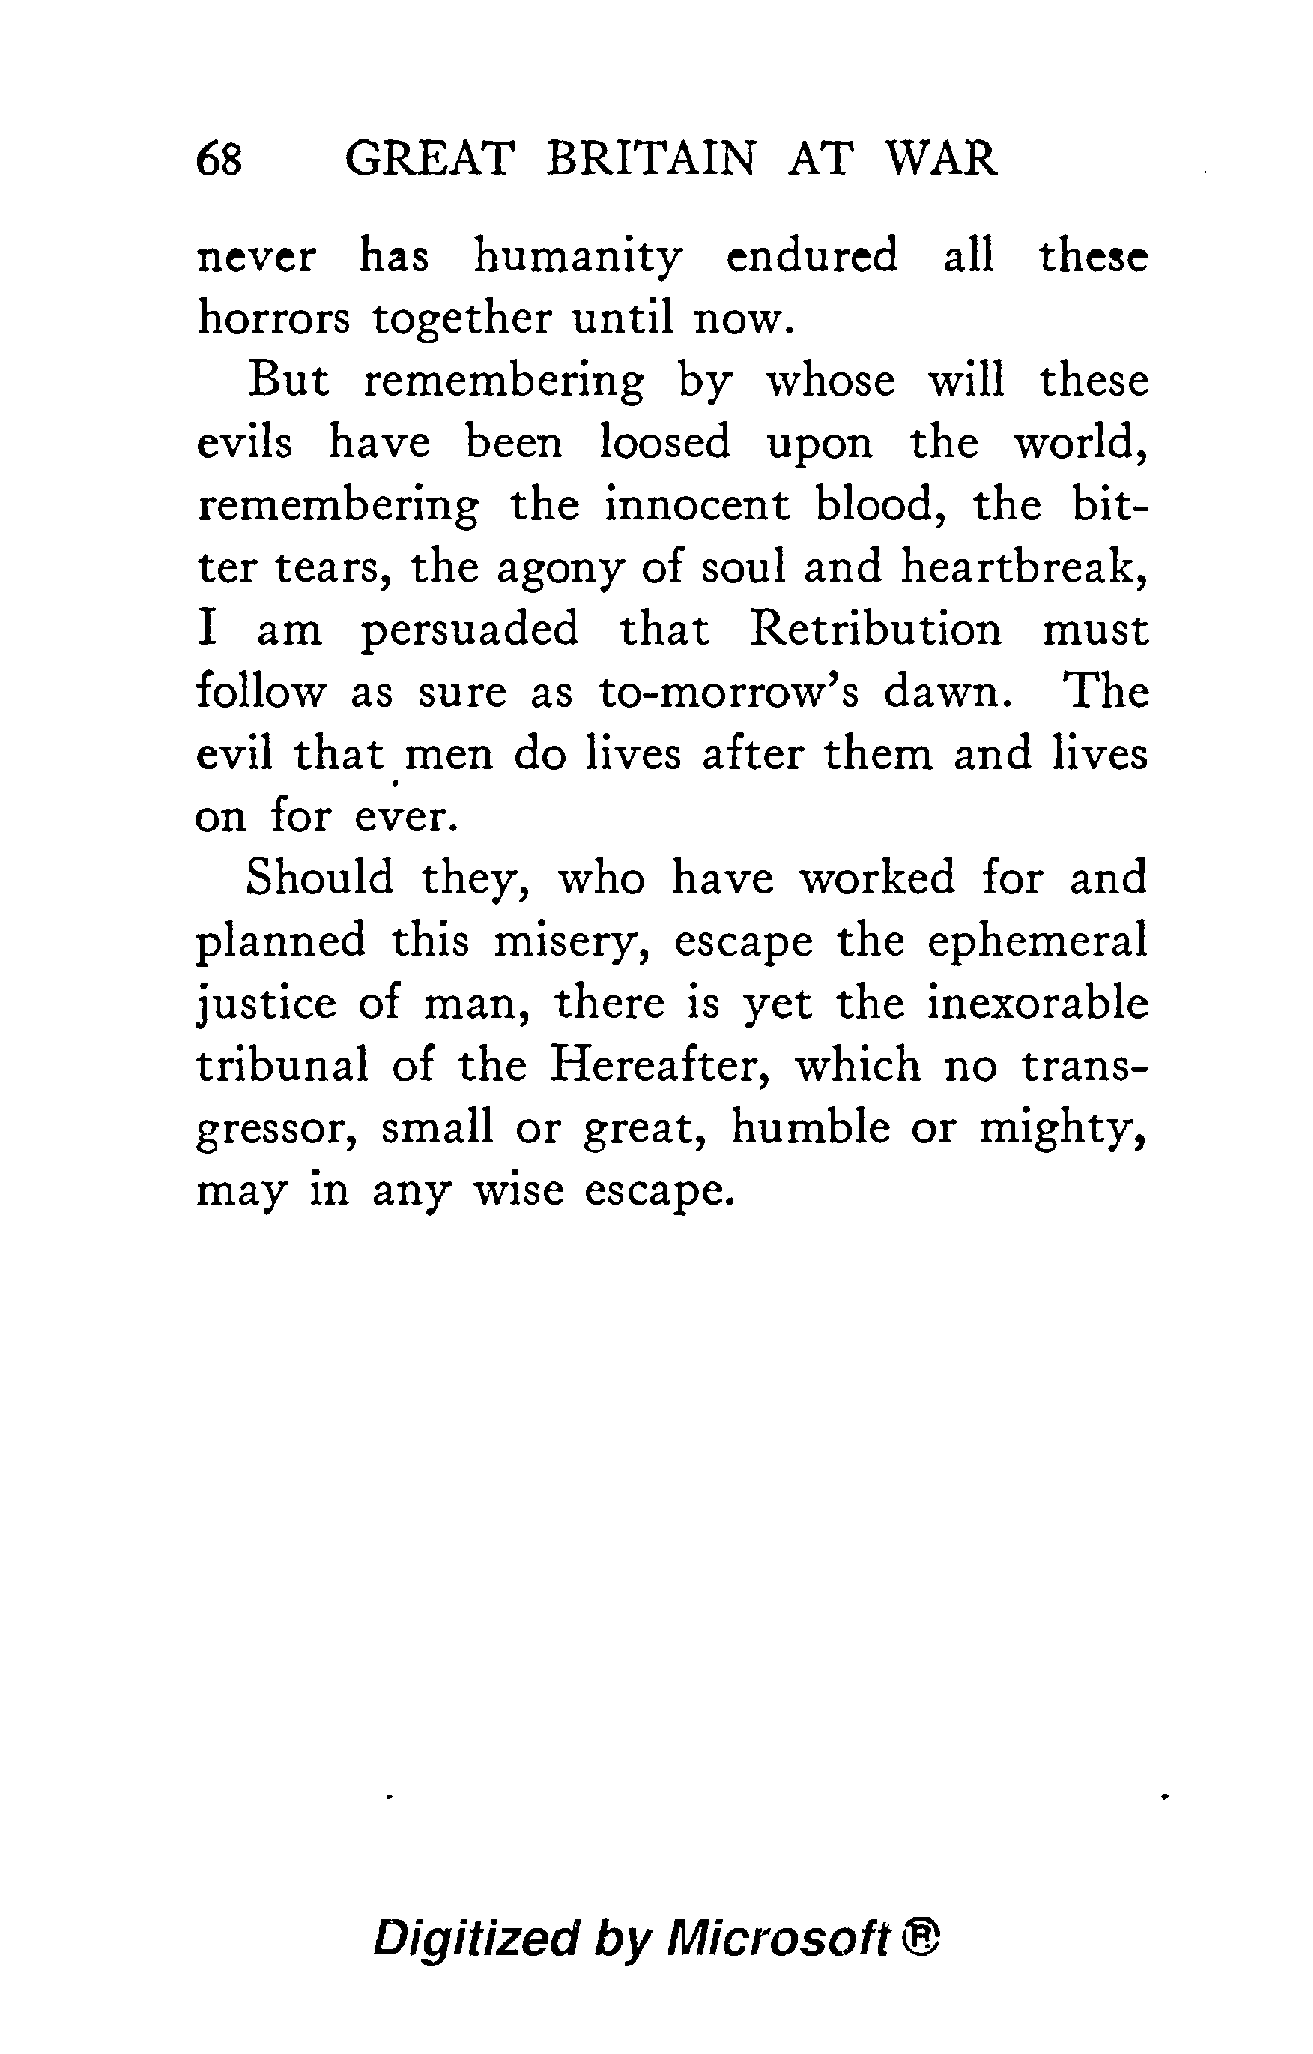 68 GREAT BRITAIN AT WAR
never has humanity endured all these
horrors together until now.
But remembering by whose will these
evils have been loosed upon the world,
remembering the innocent blood, the bit-
ter tears, the agony of soul and heartbreak,
I am persuaded that Retribution must
follow as sure as to-morrow's dawn. The
evil that men do lives after them and lives
on for ever.
Should they, who have worked for and
planned this misery, escape the ephemeral
justice of man, there is yet the inexorable
tribunal of the Hereafter, which no trans-
gressor, small or great, humble or mighty,
may in any wise escape.
Digitized by Microsoft ®